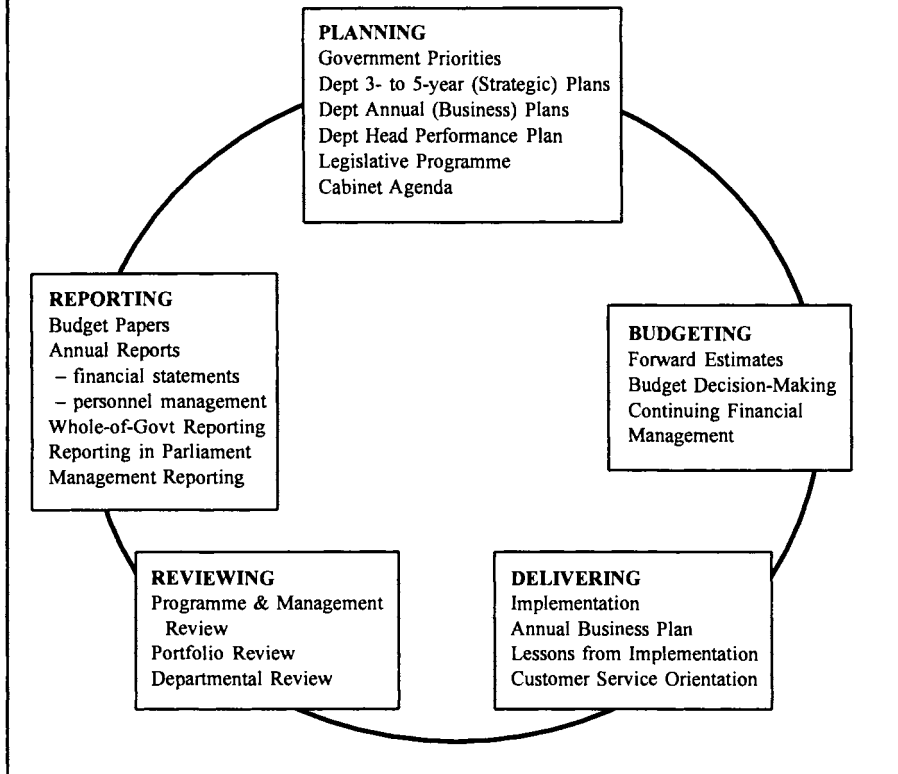 PLANNING
Government Priorities
Dept 3- to 5-year (Strategic) Plans
Dept Annual (Business) Plans
Dept Head Performance Plan
Legislative Programme
Cabinet Agenda
REPORTING
Budget Papers
Annual Reports
– financial statements
– personnel management
Whole-of-Govt Reporting
Reporting in Parliament
Management Reporting
BUDGETING
Forward Estimates
Budget Decision-Making
Continuing Financial
Management
REVIEWING
Programme & Management
Review
Portfolio Review
Departmental Review
DELIVERING
Implementation
Annual Business Plan
Lessons from Implementation
Customer Service Orientation